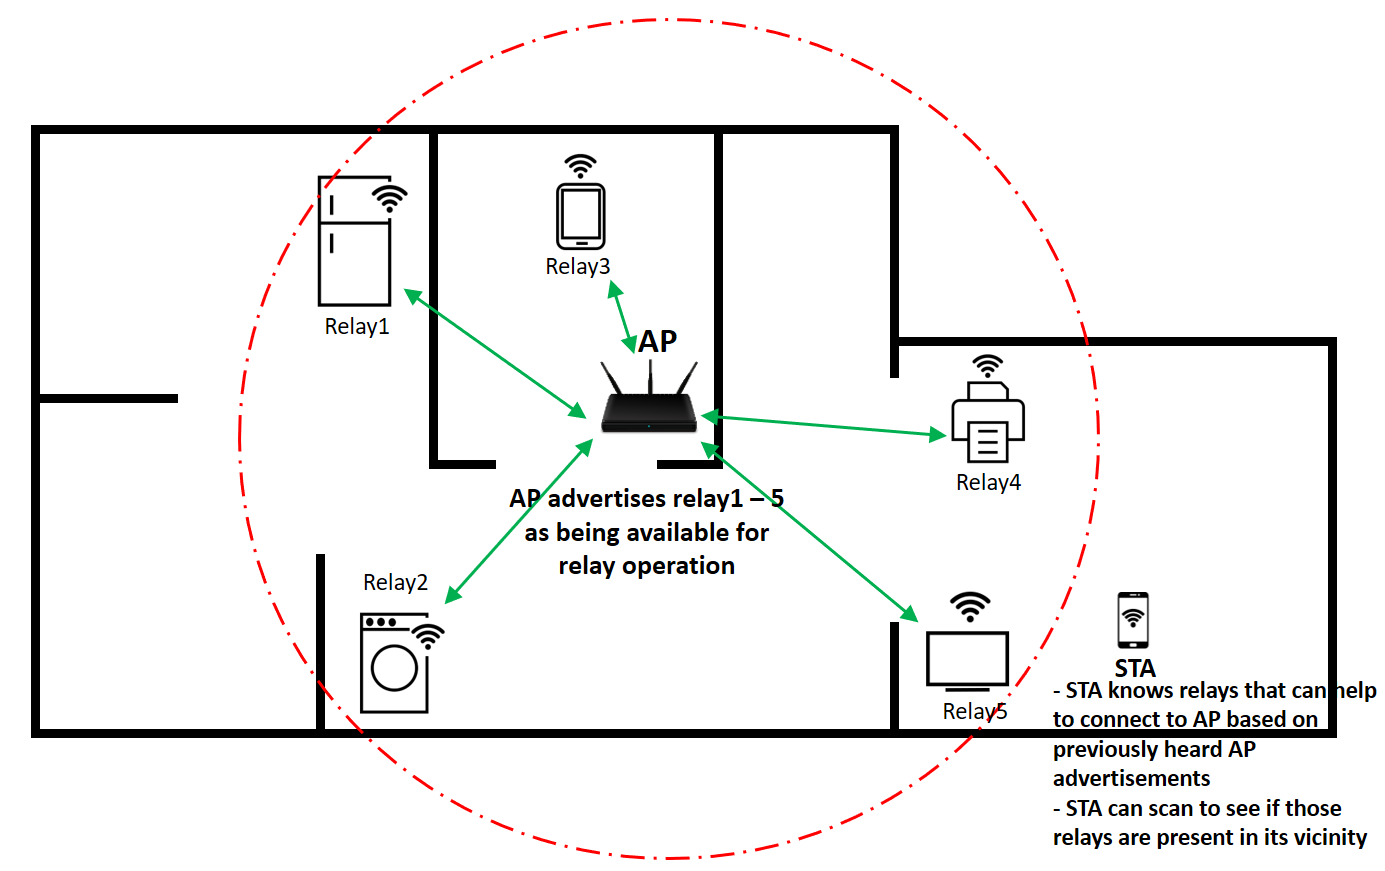 Relay3
Relay1
AP
Relay4
AP advertises relay1 – 5
as being available for
relay operation
Relay2
STA
Relay5
- STA knows relays that can help
to connect to AP based on
previously heard AP
advertisements
- STA can scan to see if those
relays are present in its vicinity